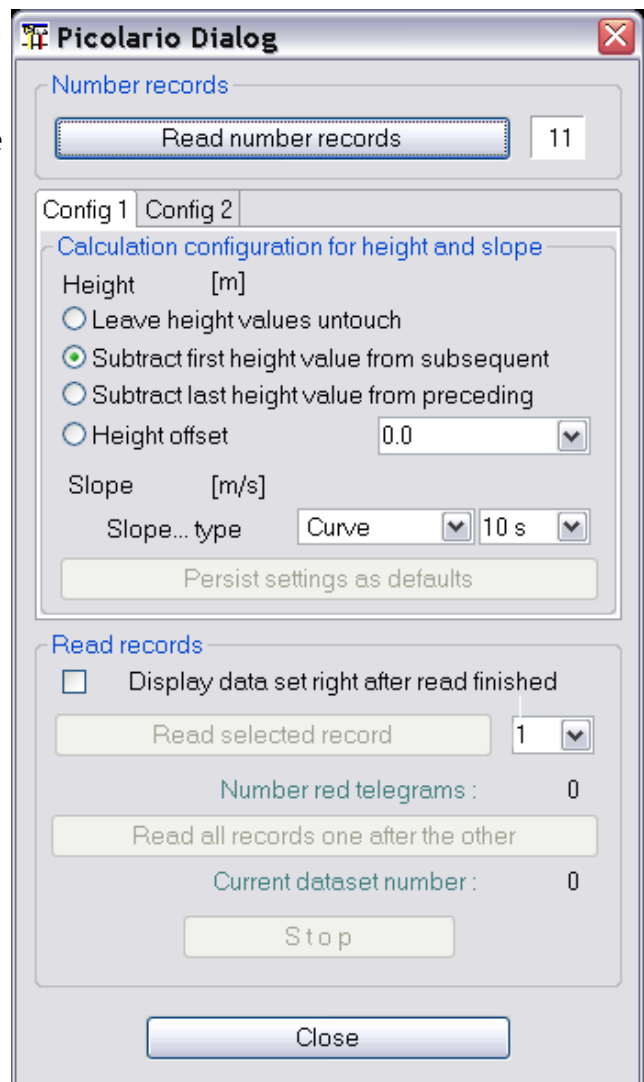 Picolario Dialog
Number records
e
Read number records 11
Config 1 Config 2
Calculation configuration for height and slope
Height [m]
Leave height values untouch
Subtract first height value from subsequent
Subtract last height value from preceding
Height offset 0.0
Slope [m/s]
Slope... type Curve 10 s
Persist settings as defaults
Read records
Display data set right after read finished
Read selected record 1
Number red telegrams : 0
Read all records one after the other
Current dataset number : 0
Stop
Close